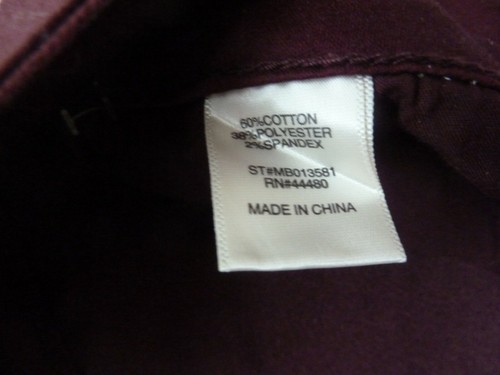 60%COTTON
38%POLYESTER
2%SPANDEX
ST#MB013581
RN#44480
MADE IN CHINA